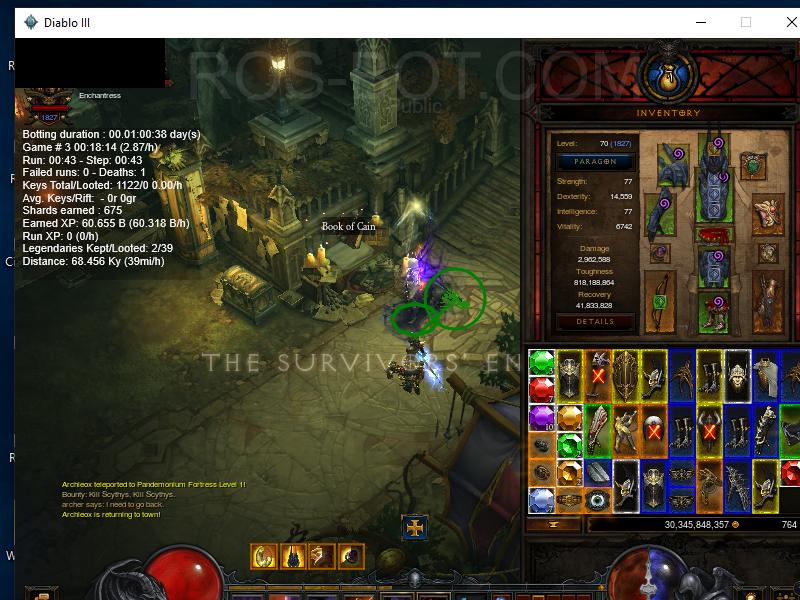 Diablo III
ROS-BOT.COM
Public
Enchantress
1827
Botting duration : 00.01:00:38 day(s)
Game # 3 00:18:14 (2.87/h)
Run: 00:43 - Step: 00:43
Failed runs: 0 - Deaths: 1
Keys Total/Looted: 1122/0 0.00/h
Avg. Keys/Rift: - 0r 0gr
Shards earned : 675
Earned XP: 60.655 B (60.318 B/h)
Run XP: 0 (0/h)
Legendaries Kept/Looted: 2/39
Distance: 68.456 Ky (39mi/h)
Book of Cain
THE SURVIVORS' EN
Archleox teleported to Pandemonium Fortress Level 1!
Bounty: Kill Scythys. Kill Scythys.
archer says: I need to go back.
Archleox is returning to town!
INVENTORY
Level: 70 (1827)
PARAGON
Strength: 77
Dexterity: 14,559
Intelligence: 77
Vitality: 6742
Damage
2,962,588
Toughness
818,188,864
Recovery
41,833,828
DETAILS
7
10
30,345,848,357
764